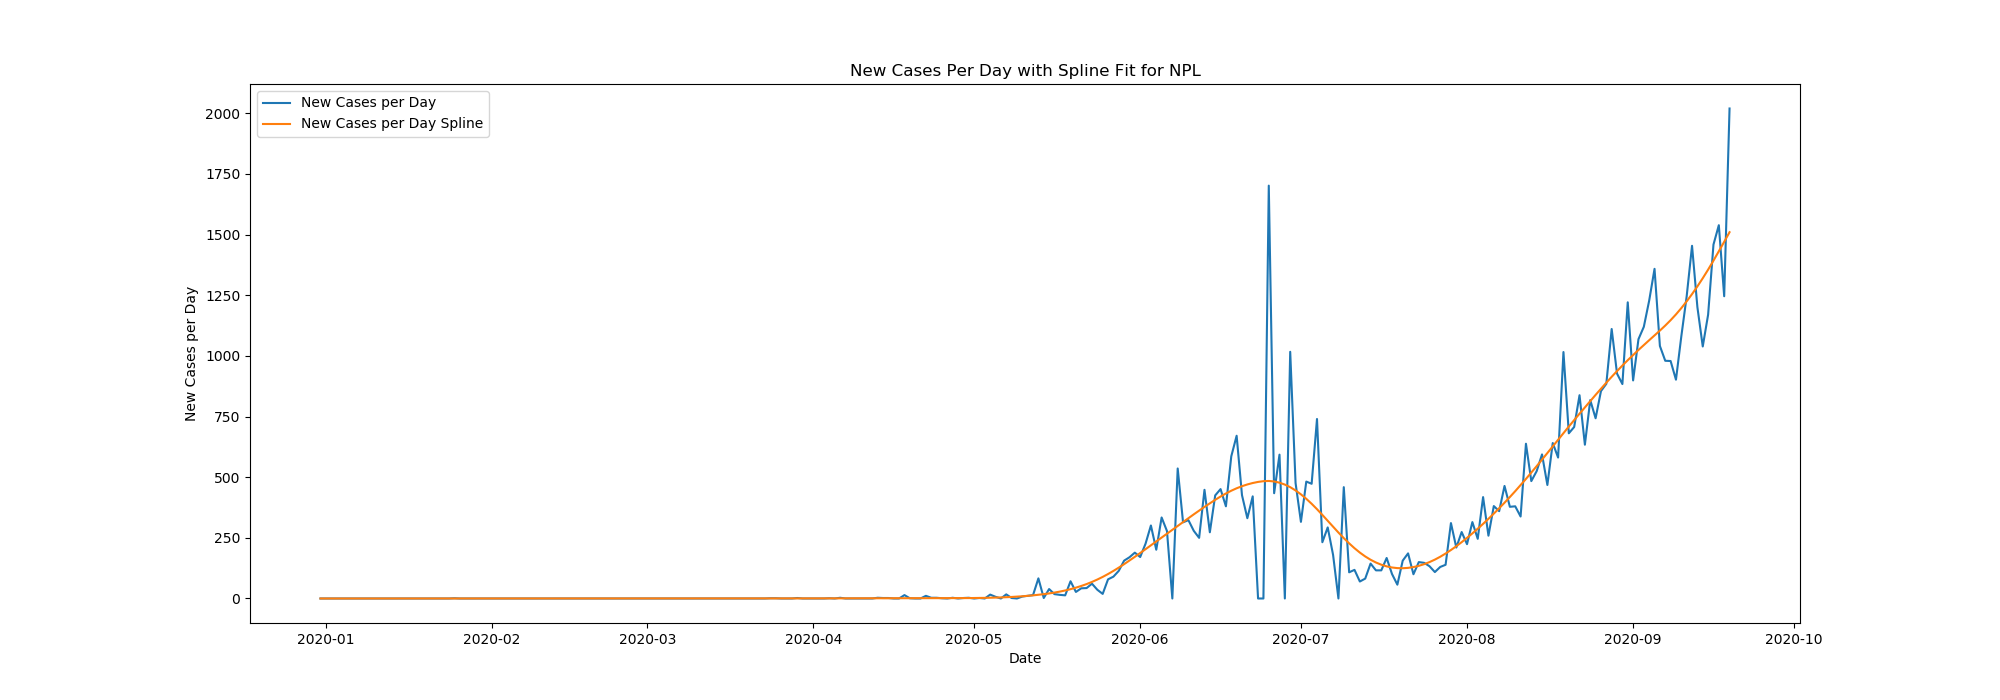 New Cases Per Day with Spline Fit for NPL
New Cases per Day
New Cases per Day Spline
2000
1750
1500
1250
1000
750
500
250
0
New Cases per Day
2020-01 2020-02 2020-03 2020-04 2020-05 2020-06 2020-07 2020-08 2020-09 2020-10
Date